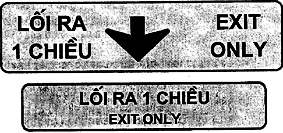 LỐI RA EXIT
1 CHIỀU ONLY
LỐI RA 1 CHIỀU
EXIT ONLY